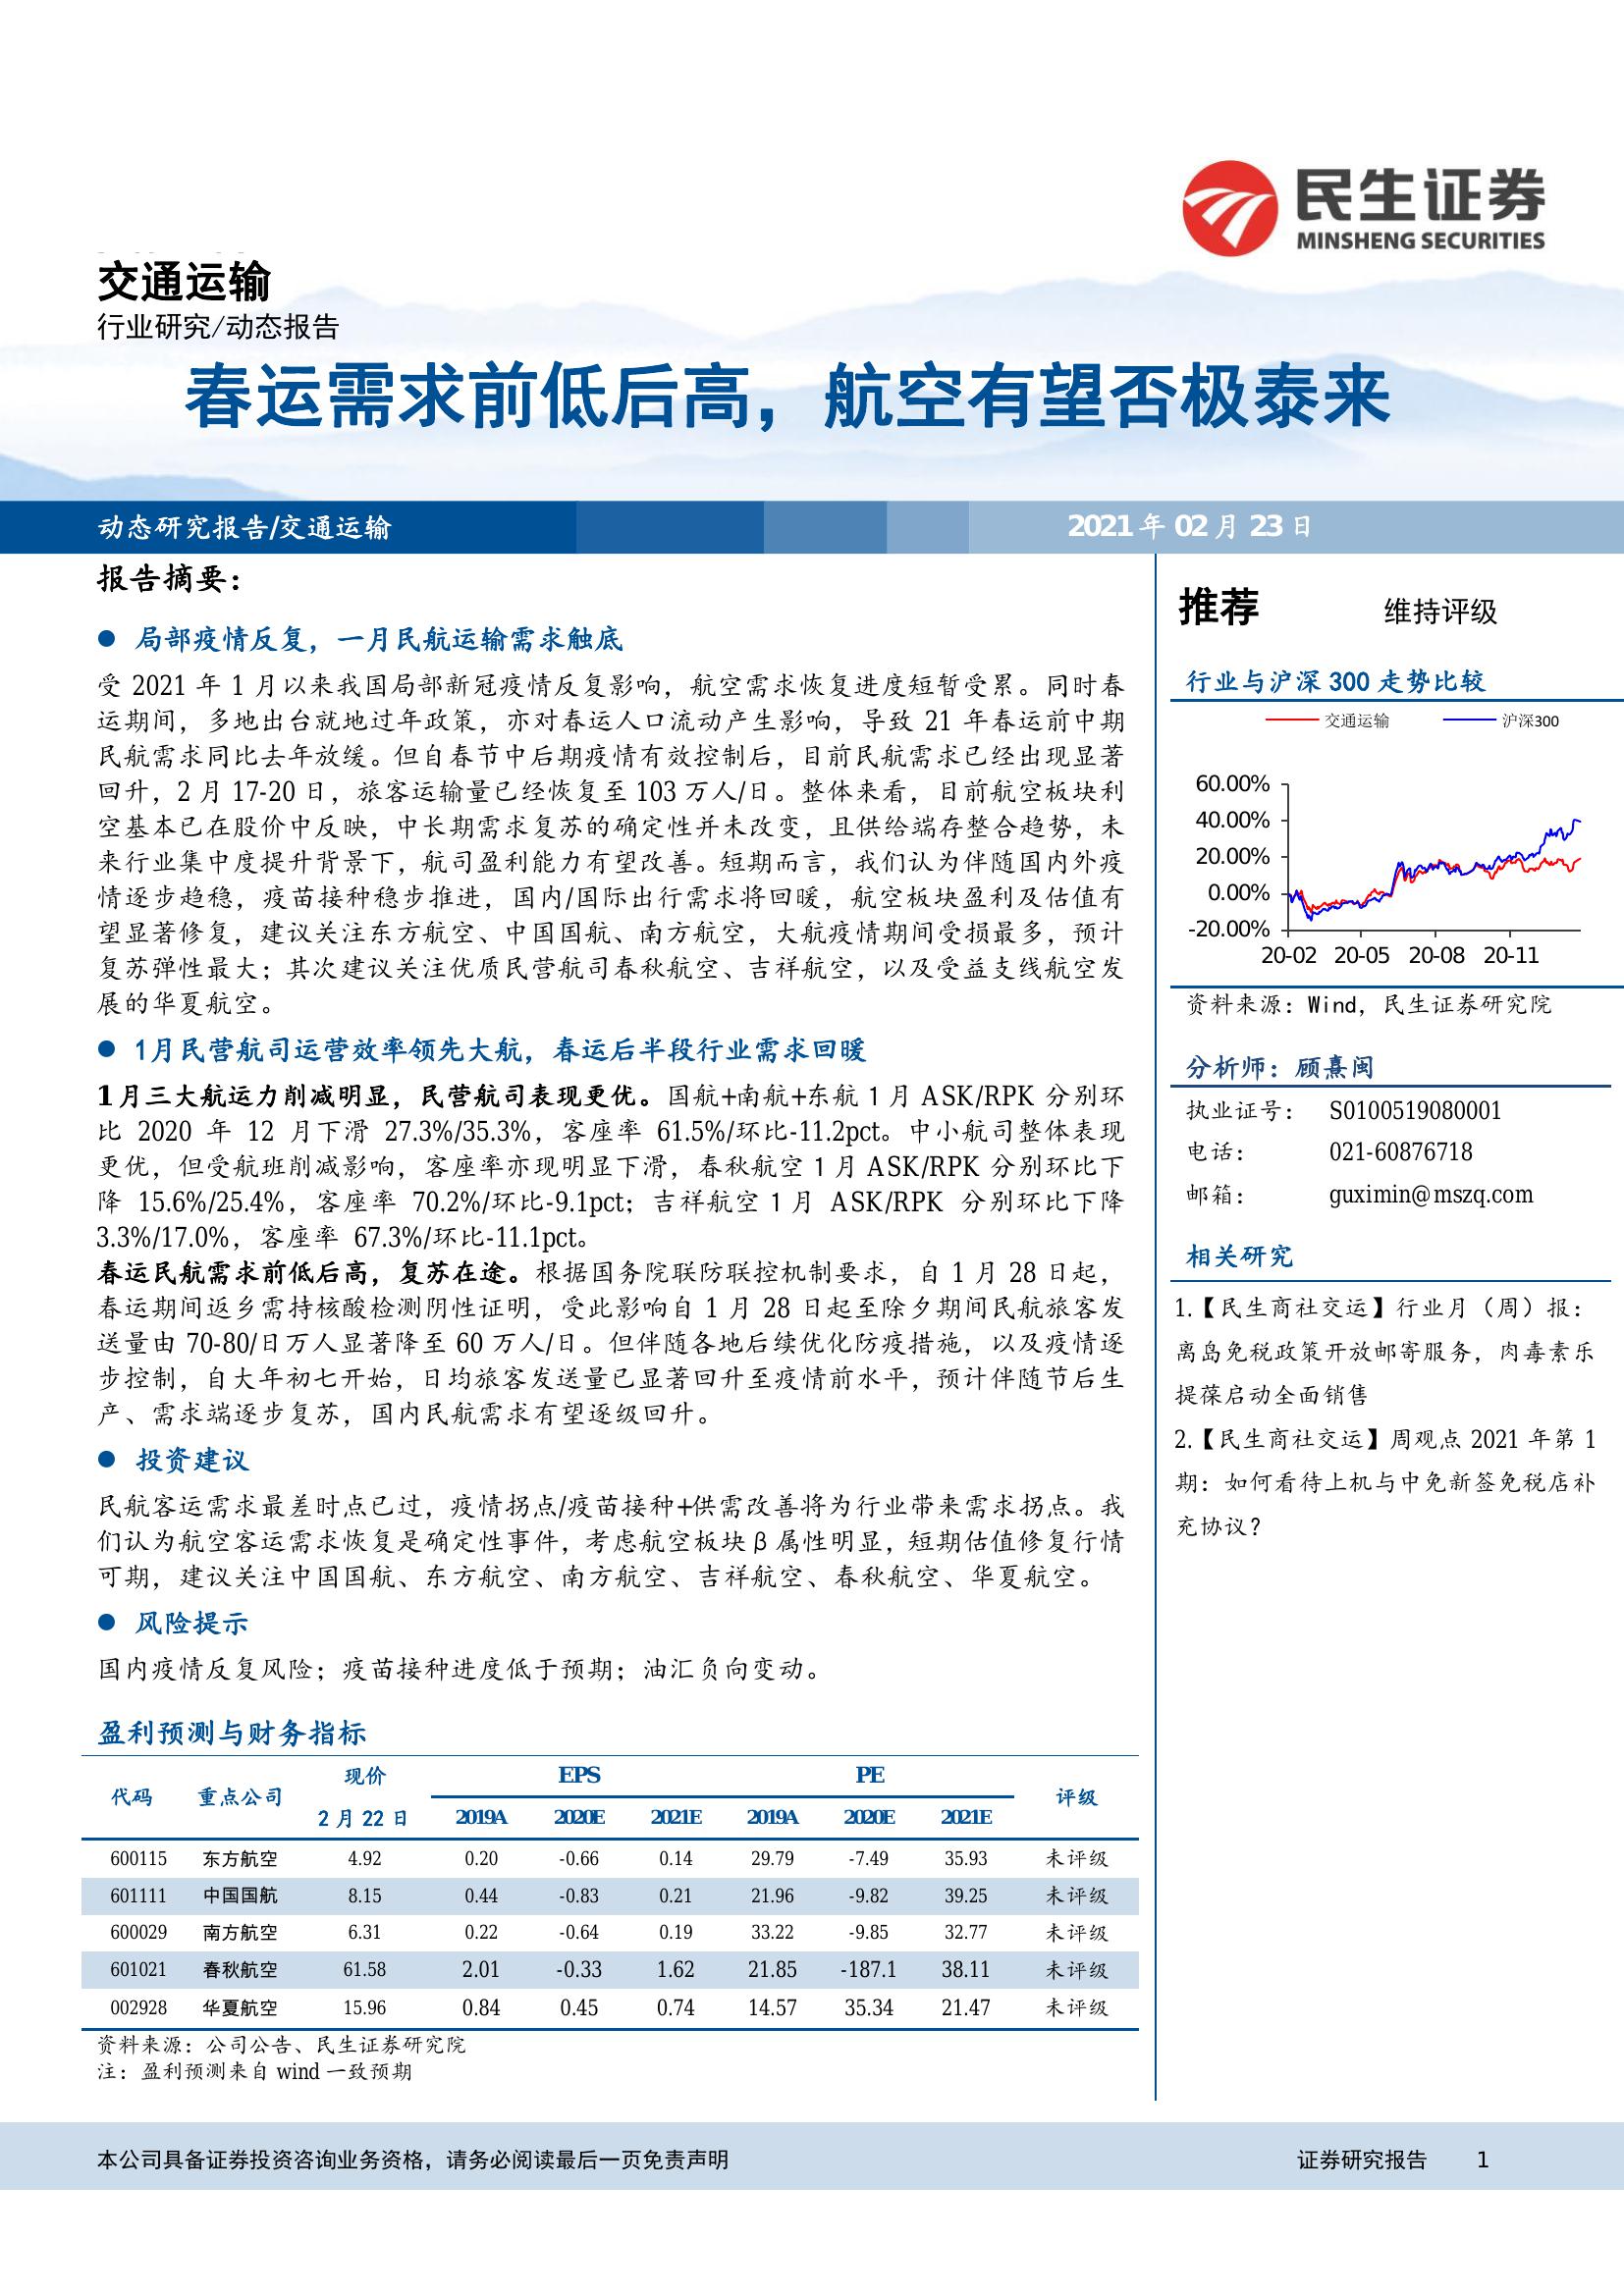 民生证券
MINSHENG SECURITIES
交通运输
行业研究/动态报告
春运需求前低后高，航空有望否极泰来
动态研究报告/交通运输
2021 年 02 月 23 日
报告摘要：
● 局部疫情反复，一月民航运输需求触底
受 2021 年 1 月以来我国局部新冠疫情反复影响，航空需求恢复进度短暂受累。同时春
运期间，多地出台就地过年政策，亦对春运人口流动产生影响，导致 21 年春运前中期
民航需求同比去年放缓。但自春节中后期疫情有效控制后，目前民航需求已经出现显著
回升，2 月 17-20 日，旅客运输量已经恢复至 103 万人/日。整体来看，目前航空板块利
空基本已在股价中反映，中长期需求复苏的确定性并未改变，且供给端存整合趋势，未
来行业集中度提升背景下，航司盈利能力有望改善。短期而言，我们认为伴随国内外疫
情逐步趋稳，疫苗接种稳步推进，国内/国际出行需求将回暖，航空板块盈利及估值有
望显著修复，建议关注东方航空、中国国航、南方航空，大航疫情期间受损最多，预计
复苏弹性最大；其次建议关注优质民营航司春秋航空、吉祥航空，以及受益支线航空发
展的华夏航空。
● 1月民营航司运营效率领先大航，春运后半段行业需求回暖
1 月三大航运力削减明显，民营航司表现更优。国航+南航+东航 1 月 ASK/RPK 分别环
比 2020 年 12 月下滑 27.3%/35.3%，客座率 61.5%/环比-11.2pct。中小航司整体表现
更优，但受航班削减影响，客座率亦现明显下滑，春秋航空 1 月 ASK/RPK 分别环比下
降 15.6%/25.4%，客座率 70.2%/环比-9.1pct；吉祥航空 1 月 ASK/RPK 分别环比下降
3.3%/17.0%，客座率 67.3%/环比-11.1pct。
春运民航需求前低后高，复苏在途。根据国务院联防联控机制要求，自 1 月 28 日起，
春运期间返乡需持核酸检测阴性证明，受此影响自 1 月 28 日起至除夕期间民航旅客发
送量由 70-80/日万人显著降至 60 万人/日。但伴随各地后续优化防疫措施，以及疫情逐
步控制，自大年初七开始，日均旅客发送量已显著回升至疫情前水平，预计伴随节后生
产、需求端逐步复苏，国内民航需求有望逐级回升。
● 投资建议
民航客运需求最差时点已过，疫情拐点/疫苗接种+供需改善将为行业带来需求拐点。我
们认为航空客运需求恢复是确定性事件，考虑航空板块 β 属性明显，短期估值修复行情
可期，建议关注中国国航、东方航空、南方航空、吉祥航空、春秋航空、华夏航空。
● 风险提示
国内疫情反复风险；疫苗接种进度低于预期；油汇负向变动。
盈利预测与财务指标
代码 重点公司 现价 EPS PE 评级
2 月 22 日 2019A 2020E 2021E 2019A 2020E 2021E
600115 东方航空 4.92 0.20 -0.66 0.14 29.79 -7.49 35.93 未评级
601111 中国国航 8.15 0.44 -0.83 0.21 21.96 -9.82 39.25 未评级
600029 南方航空 6.31 0.22 -0.64 0.19 33.22 -9.85 32.77 未评级
601021 春秋航空 61.58 2.01 -0.33 1.62 21.85 -187.1 38.11 未评级
002928 华夏航空 15.96 0.84 0.45 0.74 14.57 35.34 21.47 未评级
资料来源：公司公告、民生证券研究院
注：盈利预测来自 wind 一致预期
推荐 维持评级
行业与沪深 300 走势比较
交通运输 沪深300
60.00%
40.00%
20.00%
0.00%
-20.00%
20-02 20-05 20-08 20-11
资料来源：Wind，民生证券研究院
分析师：顾熹闽
执业证号： S0100519080001
电话： 021-60876718
邮箱： guximin@mszq.com
相关研究
1.【民生商社交运】行业月（周）报：
离岛免税政策开放邮寄服务，肉毒素乐
提葆启动全面销售
2.【民生商社交运】周观点 2021 年第 1
期：如何看待上机与中免新签免税店补
充协议？
本公司具备证券投资咨询业务资格，请务必阅读最后一页免责声明
证券研究报告 1